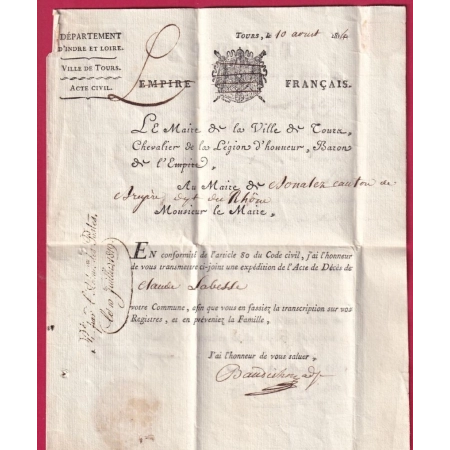 DÉPARTEMENT
D'INDRE ET LOIRE.
VILLE DE TOURS.
ACTE CIVIL.
TOURS, le 10 avril
EMPIRE FRANÇAIS.
LE Maire de la Ville de Tours,
Chevalier de la Légion d'honneur, Baron
de l'Empire,
Au Maire de canton de
du Rhône
Monsieur le Maire,
EN conformité de l'article 80 du Code civil, j'ai l'honneur
de vous transmettre ci-joint une expédition de l'Acte de Décès de
Claude Labesse
votre Commune, afin que vous en fassiez la transcription sur vos
Registres, et en préveniez la Famille,
J'ai l'honneur de vous saluer,